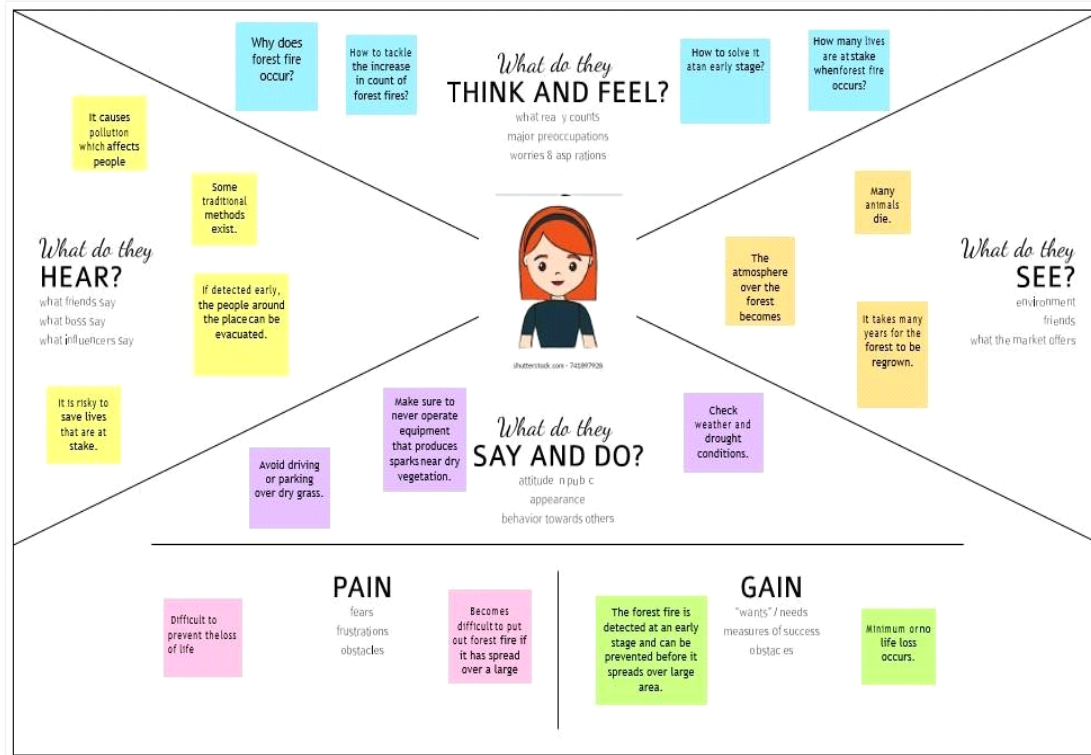 Why does
forest fire
occur?
How to tackle
the increase
in count of
forest fires?
What do they
THINK AND FEEL?
what rea y counts
major preoccupations
worries & asp rations
How to solve it
atan early stage?
How many lives
are atstake
whenforest fire
occurs?
It causes
pollution
which affects
people
Some
traditional
methods
exist.
What do they
HEAR?
what friends say
what boss say
what influencers say
If detected early,
the people around
the place can be
evacuated.
It is risky to
save lives
that are at
stake.
shutterstock.com · 741897928
Many
animals
die.
The
atmosphere
over the
forest
becomes
What do they
SEE?
environment
friends
what the market offers
It takes many
years for the
forest to be
regrown.
Avoid driving
or parking
over dry grass.
Make sure to
never operate
equipment
that produces
sparks near dry
vegetation.
What do they
SAY AND DO?
attitude n pub c
appearance
behavior towards others
Check
weather and
drought
conditions.
PAIN
fears
frustrations
obstacles
Difficult to
prevent the loss
of life
Becomes
difficult to put
out forest fire if
it has spread
over a large
GAIN
"wants" / needs
measures of success
obstac es
The forest fire is
detected at an early
stage and can be
prevented before it
spreads over large
area.
Minimum or no
life loss
occurs.